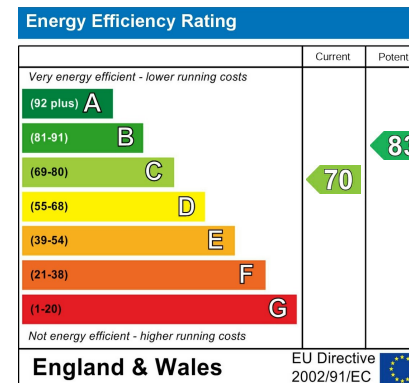 Energy Efficiency Rating
Current Potent
Very energy efficient - lower running costs
(92 plus) A
(81-91) B
83
(69-80) C
70
(55-68) D
(39-54) E
(21-38) F
(1-20) G
Not energy efficient - higher running costs
England & Wales
EU Directive
2002/91/EC